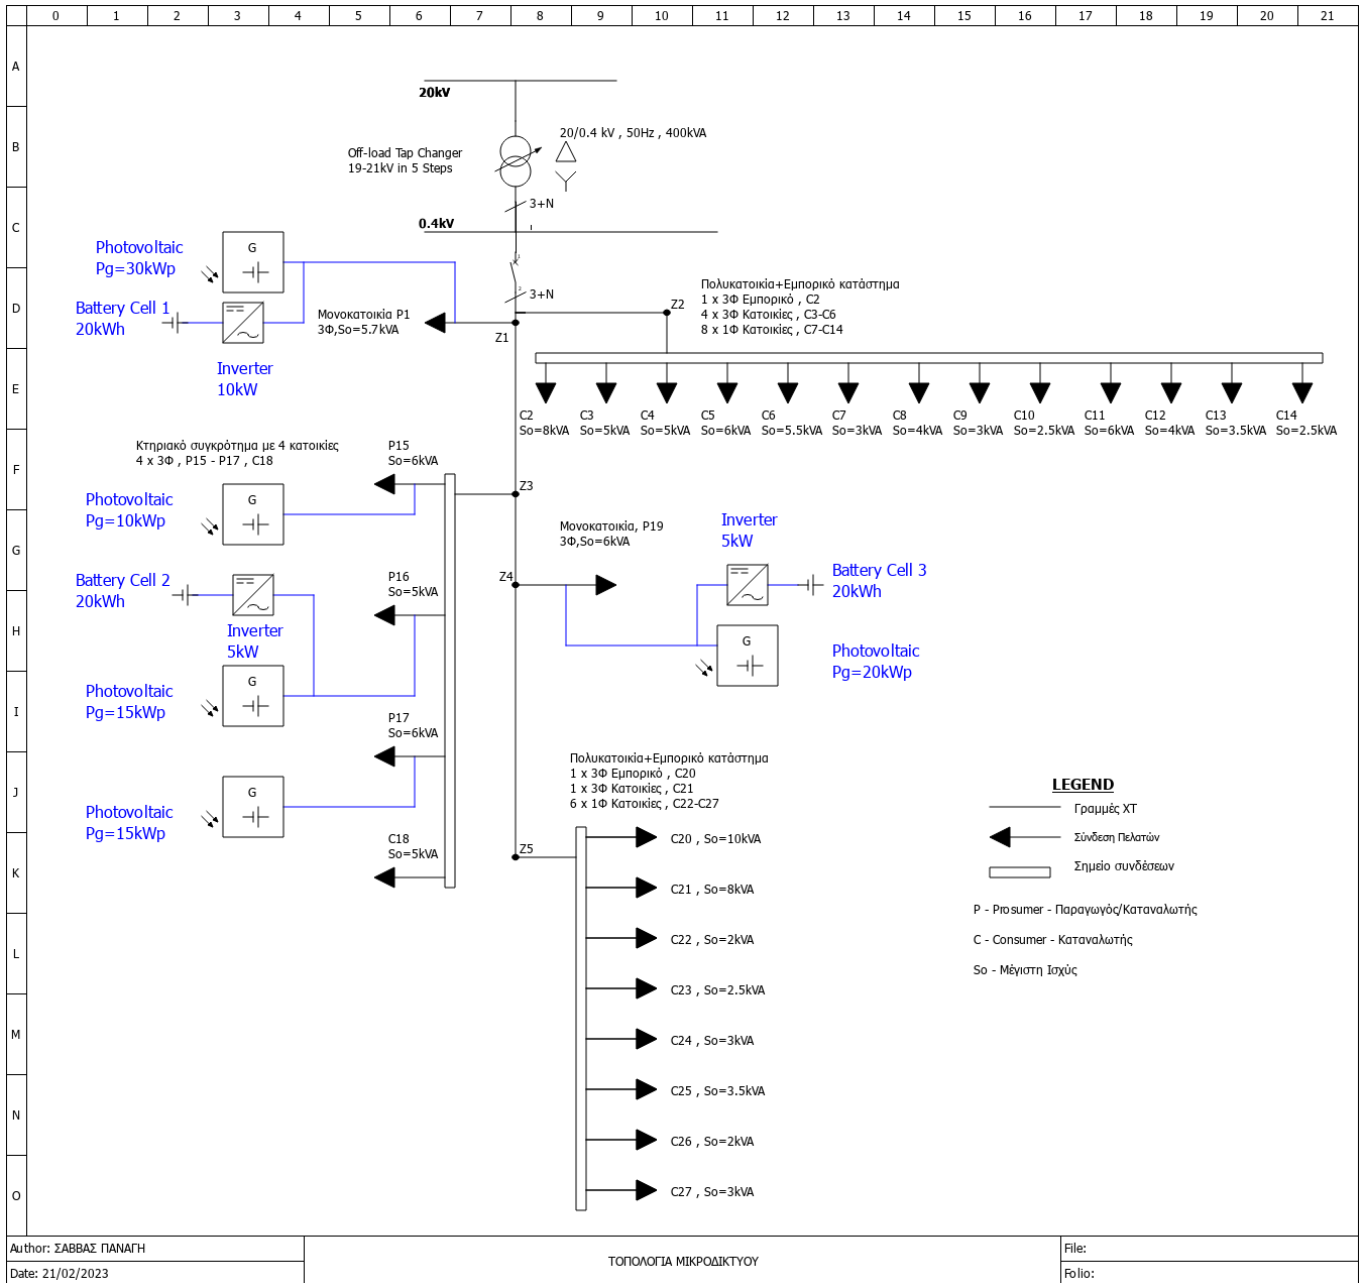 0 1 2 3 4 5 6 7 8 9 10 11 12 13 14 15 16 17 18 19 20 21
A
20kV
B
20/0.4 kV , 50Hz , 400kVA
Off-load Tap Changer
19-21kV in 5 Steps
3+N
C
0.4kV
Photovoltaic
Pg=30kWp
G
D
Battery Cell 1
20kWh
Inverter
10kW
Μονοκατοικία P1
3Φ,So=5.7kVA
3+N
Z1
Z2
Πολυκατοικία+Εμπορικό κατάστημα
1 x 3Φ Εμπορικό , C2
4 x 3Φ Κατοικίες , C3-C6
8 x 1Φ Κατοικίες , C7-C14
E
C2
So=8kVA
C3
So=5kVA
C4
So=5kVA
C5
So=6kVA
C6
So=5.5kVA
C7
So=3kVA
C8
So=4kVA
C9
So=3kVA
C10
So=2.5kVA
C11
So=6kVA
C12
So=4kVA
C13
So=3.5kVA
C14
So=2.5kVA
F
Κτηριακό συγκρότημα με 4 κατοικίες
4 x 3Φ , P15 - P17 , C18
P15
So=6kVA
Z3
Photovoltaic
Pg=10kWp
G
G
Μονοκατοικία, P19
3Φ,So=6kVA
Inverter
5kW
Z4
Battery Cell 3
20kWh
Battery Cell 2
20kWh
P16
So=5kVA
H
Inverter
5kW
G
Photovoltaic
Pg=20kWp
I
Photovoltaic
Pg=15kWp
G
P17
So=6kVA
J
Photovoltaic
Pg=15kWp
G
Πολυκατοικία+Εμπορικό κατάστημα
1 x 3Φ Εμπορικό , C20
1 x 3Φ Κατοικίες , C21
6 x 1Φ Κατοικίες , C22-C27
K
C18
So=5kVA
Z5
C20 , So=10kVA
C21 , So=8kVA
L
C22 , So=2kVA
C23 , So=2.5kVA
M
C24 , So=3kVA
C25 , So=3.5kVA
N
C26 , So=2kVA
O
C27 , So=3kVA
LEGEND
Γραμμές ΧΤ
Σύνδεση Πελατών
Σημείο συνδέσεων
P - Prosumer - Παραγωγός/Καταναλωτής
C - Consumer - Καταναλωτής
So - Μέγιστη Ισχύς
Author: ΣΑΒΒΑΣ ΠΑΝΑΓΗ
Date: 21/02/2023
ΤΟΠΟΛΟΓΙΑ ΜΙΚΡΟΔΙΚΤΥΟΥ
File:
Folio: